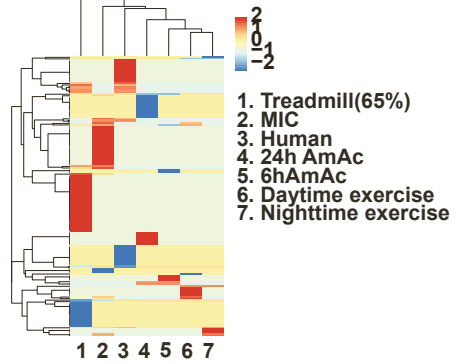 2
1
0
−1
−2
1. Treadmill(65%)
2. MIC
3. Human
4. 24h AmAc
5. 6hAmAc
6. Daytime exercise
7. Nighttime exercise
1 2 3 4 5 6 7